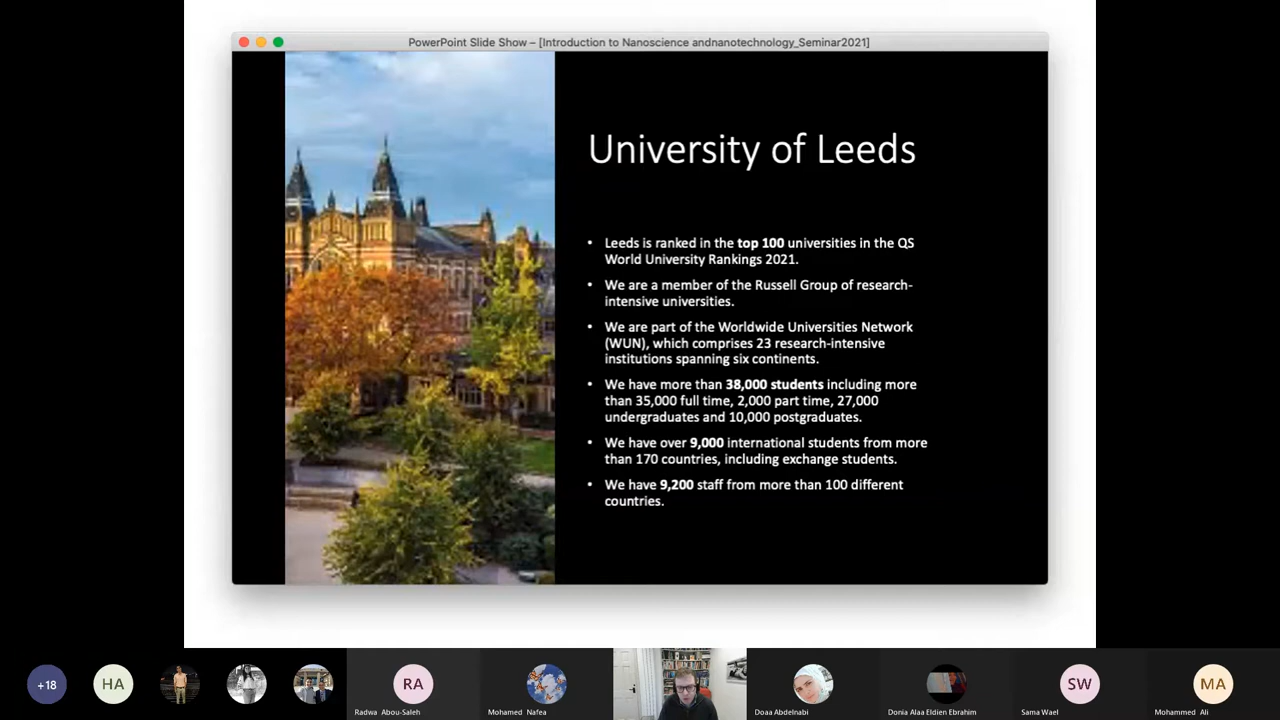 PowerPoint Slide Show – [Introduction to Nanoscience andnanotechnology_Seminar2021]
University of Leeds
• Leeds is ranked in the top 100 universities in the QS
World University Rankings 2021.
• We are a member of the Russell Group of research-
intensive universities.
• We are part of the Worldwide Universities Network
(WUN), which comprises 23 research-intensive
institutions spanning six continents.
• We have more than 38,000 students including more
than 35,000 full time, 2,000 part time, 27,000
undergraduates and 10,000 postgraduates.
• We have over 9,000 international students from more
than 170 countries, including exchange students.
• We have 9,200 staff from more than 100 different
countries.
+18
HA
RA
SW
MA
Radwa Abou-Saleh
Mohamed Nafea
Doaa Abdelnabi
Donia Alaa Eldien Ebrahim
Sama Wael
Mohammed Ali